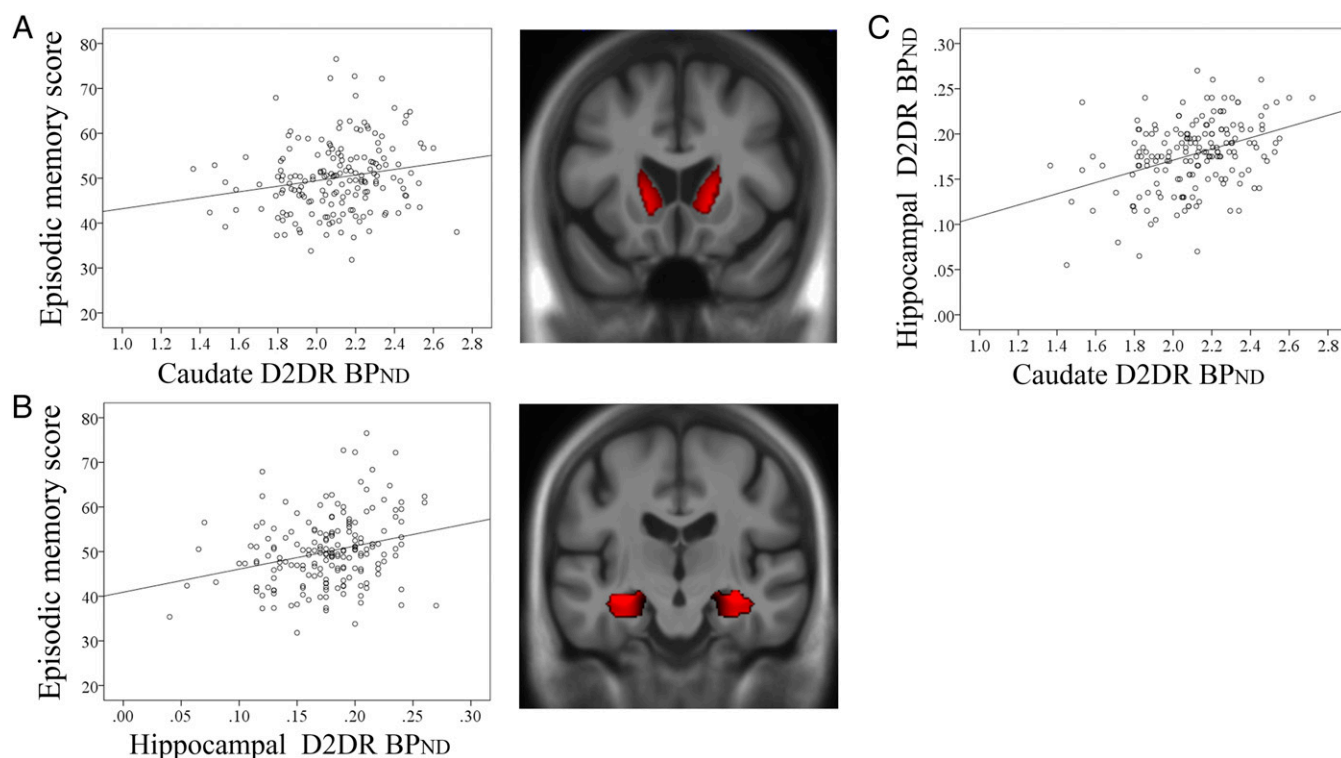 A
Episodic memory score
80
70
60
50
40
30
20
1.0 1.2 1.4 1.6 1.8 2.0 2.2 2.4 2.6 2.8
Caudate D2DR BPND
B
Episodic memory score
80
70
60
50
40
30
20
.00 .05 .10 .15 .20 .25 .30
Hippocampal D2DR BPND
C
Hippocampal D2DR BPND
.30
.25
.20
.15
.10
.05
.00
1.0 1.2 1.4 1.6 1.8 2.0 2.2 2.4 2.6 2.8
Caudate D2DR BPND